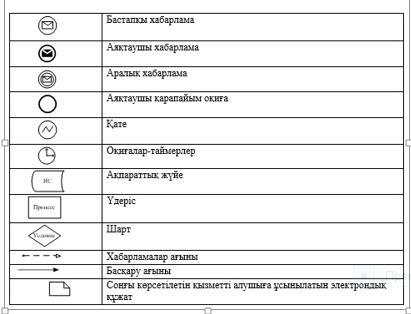 Бастапқы хабарлама
Аяқтаушы хабарлама
Аралық хабарлама
Аяқтаушы қарапайым оқиға
Қате
Оқиғалар-таймерлер
ИС
Ақпараттық жүйе
Процесс
Үдеріс
Условие
Шарт
Хабарламалар ағыны
Басқару ағыны
Соңғы көрсетілетін қызметті алушыға ұсынылатын электрондық
құжат